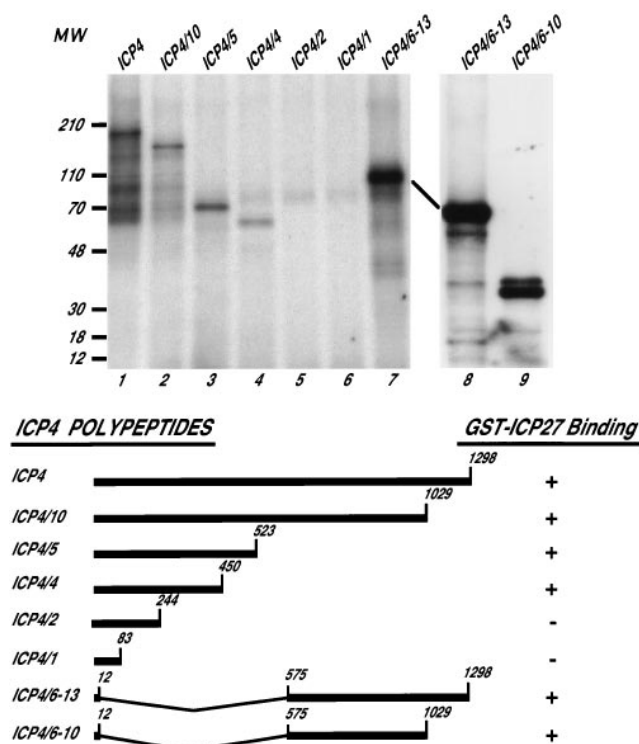 MW ICP4 ICP4/10 ICP4/5 ICP4/4 ICP4/2 ICP4/1 ICP4/6-13 ICP4/6-13 ICP4/6-10
210
110
70
48
30
18
12
1 2 3 4 5 6 7 8 9
ICP4 POLYPEPTIDES GST-ICP27 Binding
ICP4 1298 +
ICP4/10 1029 +
ICP4/5 523 +
ICP4/4 450 +
ICP4/2 244 -
ICP4/1 83 -
ICP4/6-13 12 575 1298 +
ICP4/6-10 12 575 1029 +